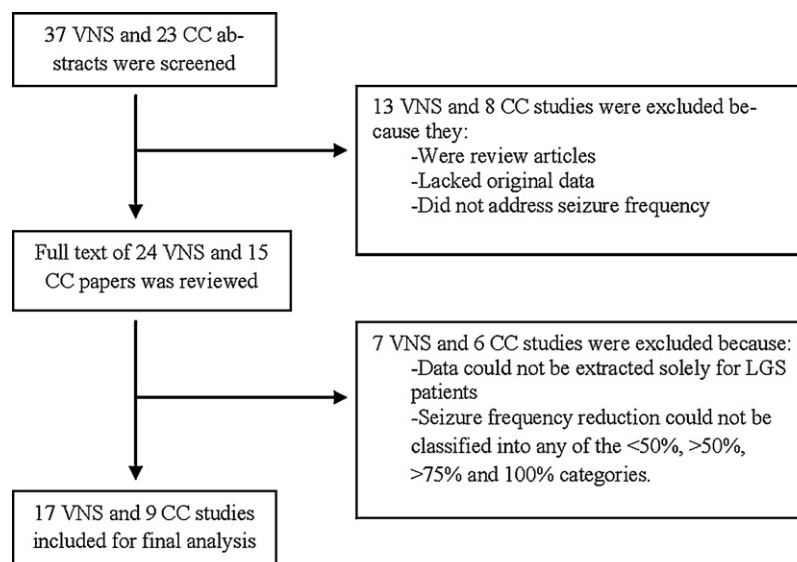 37 VNS and 23 CC ab-
stracts were screened
13 VNS and 8 CC studies were excluded be-
cause they:
-Were review articles
-Lacked original data
-Did not address seizure frequency
Full text of 24 VNS and 15
CC papers was reviewed
7 VNS and 6 CC studies were excluded because:
-Data could not be extracted solely for LGS
patients
-Seizure frequency reduction could not be
classified into any of the <50%, >50%,
>75% and 100% categories.
17 VNS and 9 CC studies
included for final analysis